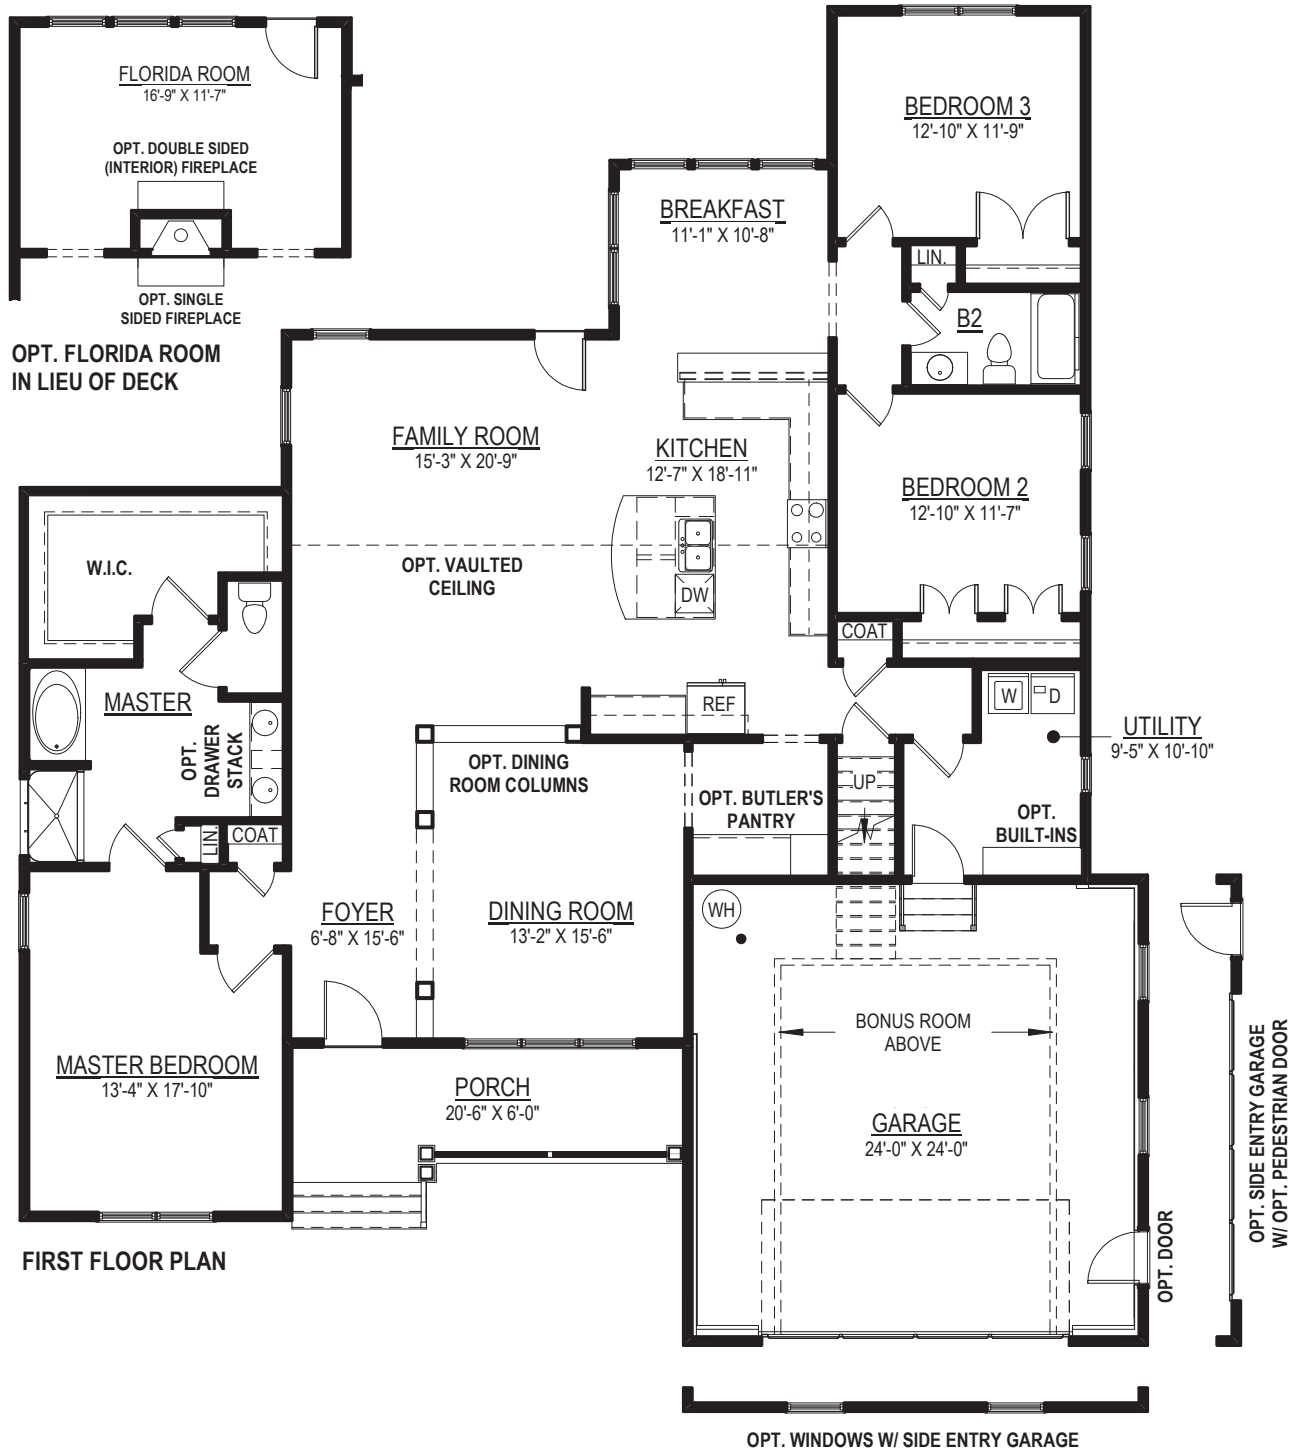 FLORIDA ROOM
16'-9" X 11'-7"
OPT. DOUBLE SIDED
(INTERIOR) FIREPLACE
OPT. SINGLE
SIDED FIREPLACE
OPT. FLORIDA ROOM
IN LIEU OF DECK
BEDROOM 3
12'-10" X 11'-9"
BREAKFAST
11'-1" X 10'-8"
LIN.
B2
FAMILY ROOM
15'-3" X 20'-9"
KITCHEN
12'-7" X 18'-11"
BEDROOM 2
12'-10" X 11'-7"
OPT. VAULTED
CEILING
W.I.C.
DW
COAT
MASTER
OPT.
DRAWER
STACK
REF
W
D
UTILITY
9'-5" X 10'-10"
OPT. DINING
ROOM COLUMNS
OPT. BUTLER'S
PANTRY
UP
OPT.
BUILT-INS
LIN.
COAT
FOYER
6'-8" X 15'-6"
DINING ROOM
13'-2" X 15'-6"
WH
BONUS ROOM
ABOVE
MASTER BEDROOM
13'-4" X 17'-10"
PORCH
20'-6" X 6'-0"
GARAGE
24'-0" X 24'-0"
OPT. DOOR
OPT. SIDE ENTRY GARAGE
W/ OPT. PEDESTRIAN DOOR
FIRST FLOOR PLAN
OPT. WINDOWS W/ SIDE ENTRY GARAGE